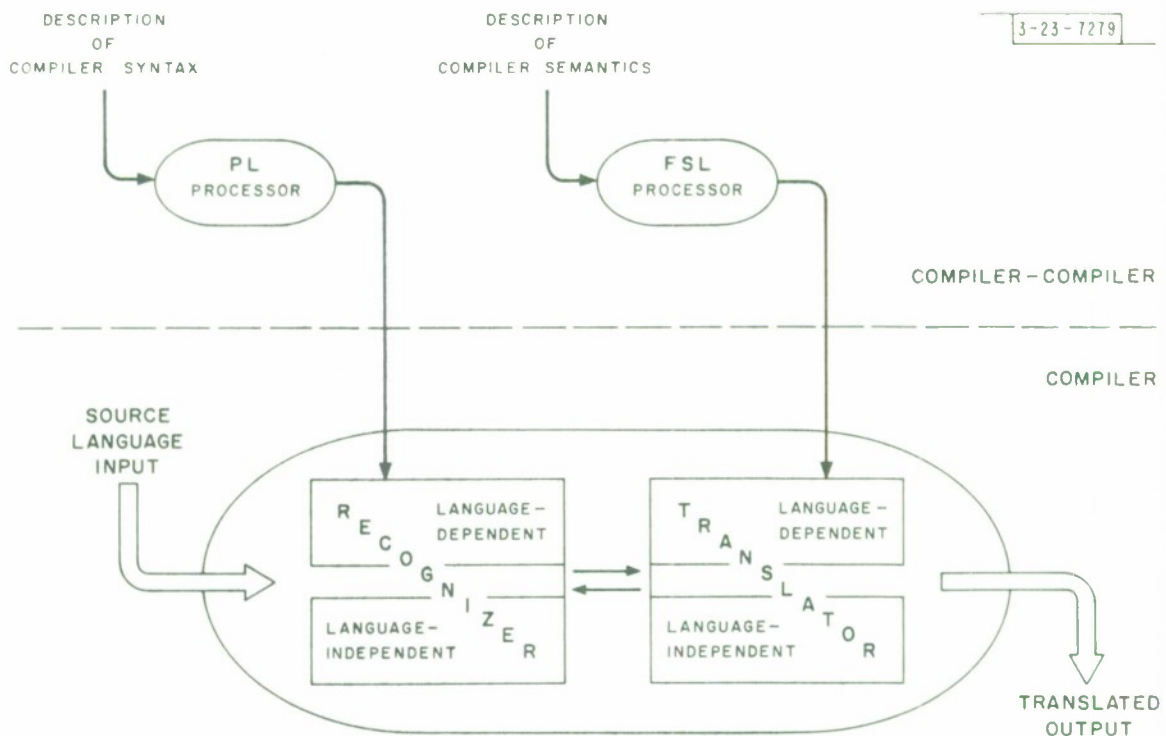 DESCRIPTION
OF
COMPILER SYNTAX
DESCRIPTION
OF
COMPILER SEMANTICS
3-23-7279
PL
PROCESSOR
FSL
PROCESSOR
COMPILER-COMPILER
COMPILER
SOURCE
LANGUAGE
INPUT
RECOGNIZER
LANGUAGE-
DEPENDENT
LANGUAGE-
INDEPENDENT
TRANSLATOR
LANGUAGE-
DEPENDENT
LANGUAGE-
INDEPENDENT
TRANSLATED
OUTPUT